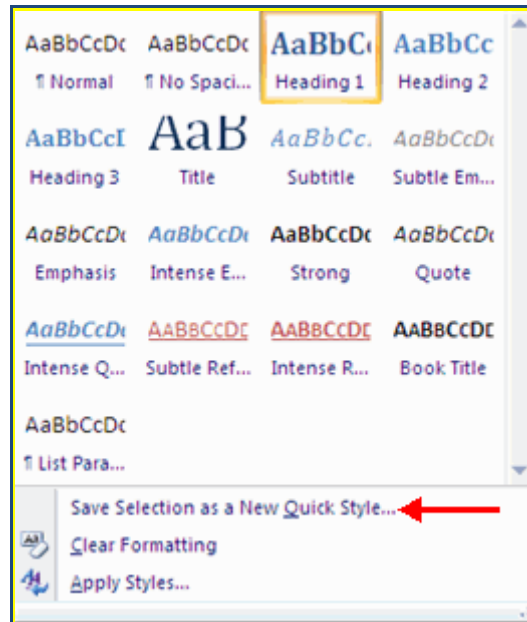 AaBbCcDc AaBbCcDc AaBbC AaBbCc
¶ Normal ¶ No Spaci... Heading 1 Heading 2
AaBbCcI AaB AaBbCc. AaBbCcDc
Heading 3 Title Subtitle Subtle Em...
AaBbCcDc AaBbCcDc AaBbCcDc AaBbCcDc
Emphasis Intense E... Strong Quote
AaBbCcDc AaBbCcDc AaBbCcDc AaBbCcDc
Intense Q... Subtle Ref... Intense R... Book Title
AaBbCcDc
¶ List Para...
Save Selection as a New Quick Style...
Clear Formatting
Apply Styles...